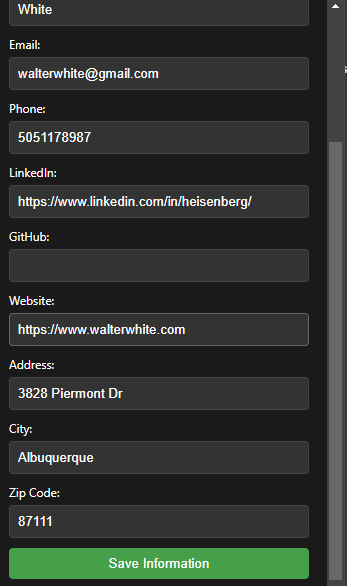 White
Email:
walterwhite@gmail.com
Phone:
5051178987
LinkedIn:
https://www.linkedin.com/in/heisenberg/
GitHub:
Website:
https://www.walterwhite.com
Address:
3828 Piermont Dr
City:
Albuquerque
Zip Code:
87111
Save Information